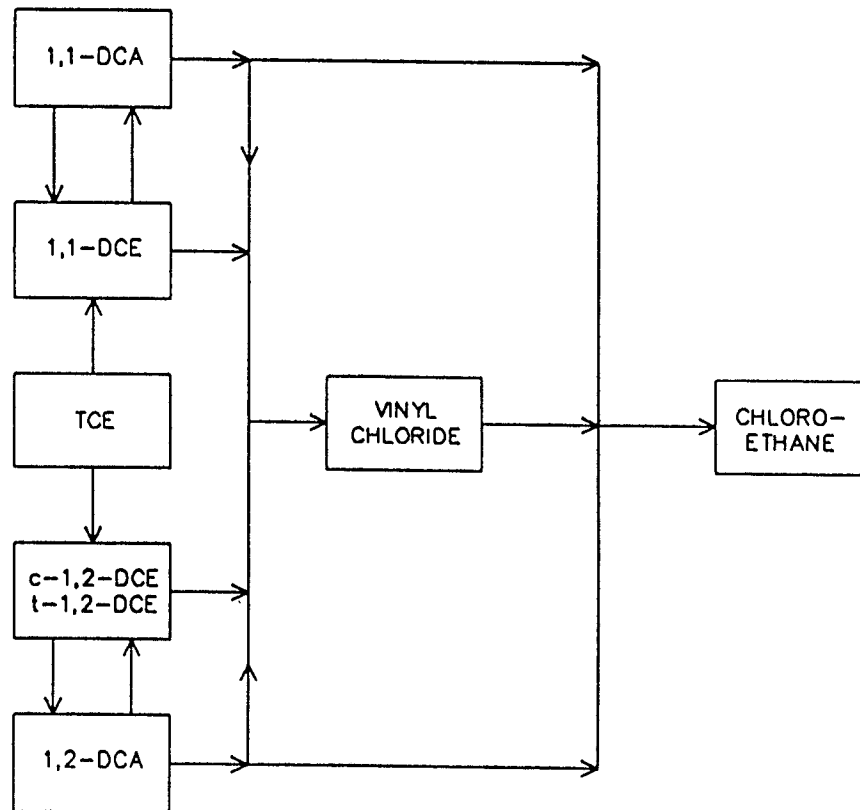 1,1-DCA
1,1-DCE
TCE
VINYL
CHLORIDE
CHLORO-
ETHANE
c-1,2-DCE
t-1,2-DCE
1,2-DCA